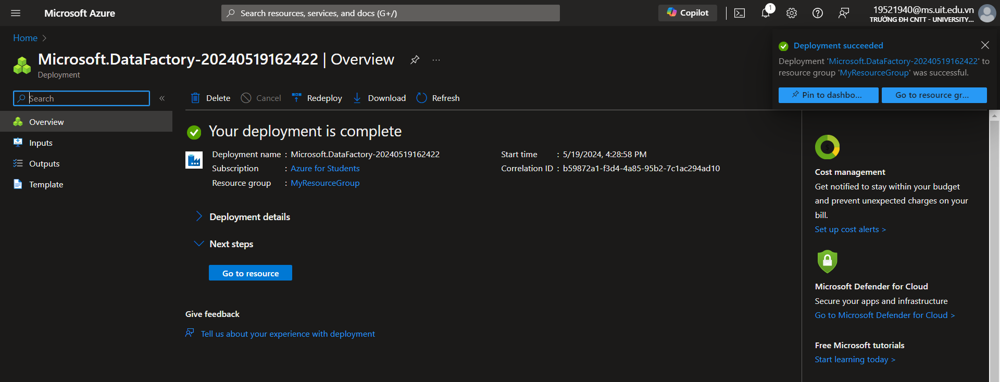 Microsoft Azure
Search resources, services, and docs (G+/)
Copilot
1
19521940@ms.uit.edu.vn
TRƯỜNG ĐH CNTT - UNIVERSITY...
Home
Microsoft.DataFactory-20240519162422 | Overview
...
Deployment
Search
«
Overview
Inputs
Outputs
Template
Delete
Cancel
Redeploy
Download
Refresh
Your deployment is complete
Deployment name : Microsoft.DataFactory-20240519162422
Subscription : Azure for Students
Resource group : MyResourceGroup
Start time : 5/19/2024, 4:28:58 PM
Correlation ID : b59872a1-f3d4-4a85-95b2-7c1ac294ad10
Deployment details
Next steps
Go to resource
Give feedback
Tell us about your experience with deployment
Deployment succeeded
Deployment 'Microsoft.DataFactory-20240519162422' to
resource group 'MyResourceGroup' was successful.
Pin to dashbo...
Go to resource gr...
$
Cost management
Get notified to stay within your budget
and prevent unexpected charges on your
bill.
Set up cost alerts >
Microsoft Defender for Cloud
Secure your apps and infrastructure
Go to Microsoft Defender for Cloud >
Free Microsoft tutorials
Start learning today >